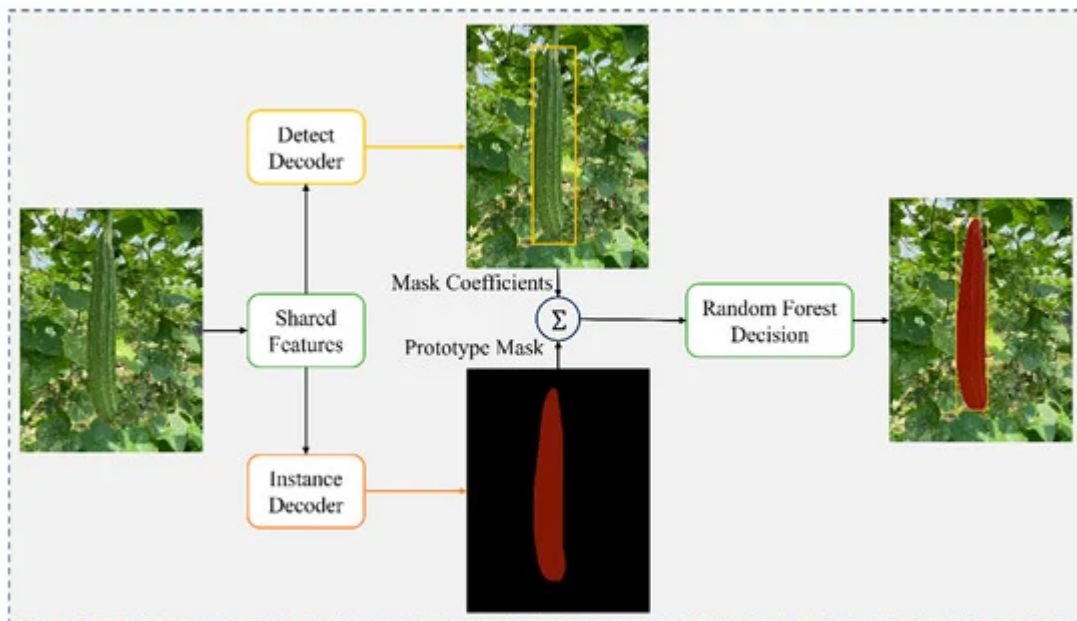 Detect
Decoder
Mask Coefficients
Shared
Features
Σ
Random Forest
Decision
Prototype Mask
Instance
Decoder